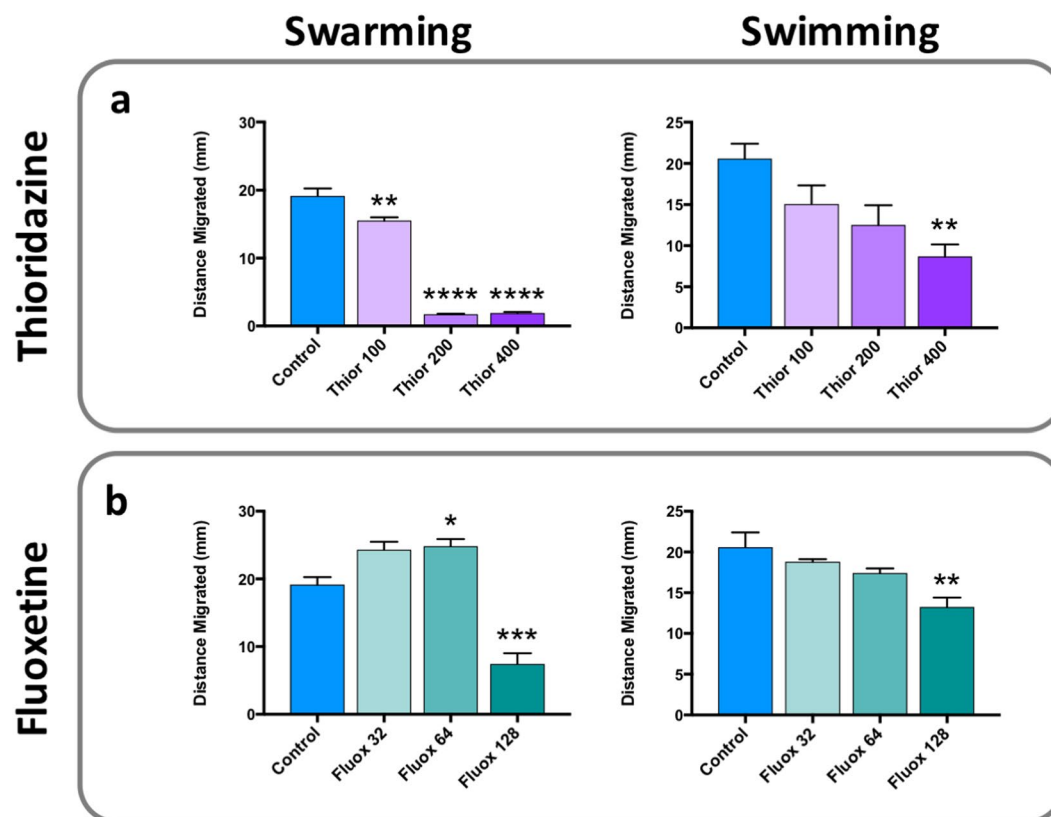 Swarming
Swimming
Thioridazine
a
Distance Migrated (mm)
30
20
10
0
**
****
****
Control
Thior 100
Thior 200
Thior 400
Distance Migrated (mm)
25
20
15
10
5
0
**
Control
Thior 100
Thior 200
Thior 400
Fluoxetine
b
Distance Migrated (mm)
30
20
10
0
*
***
Control
Fluox 32
Fluox 64
Fluox 128
Distance Migrated (mm)
25
20
15
10
5
0
**
Control
Fluox 32
Fluox 64
Fluox 128